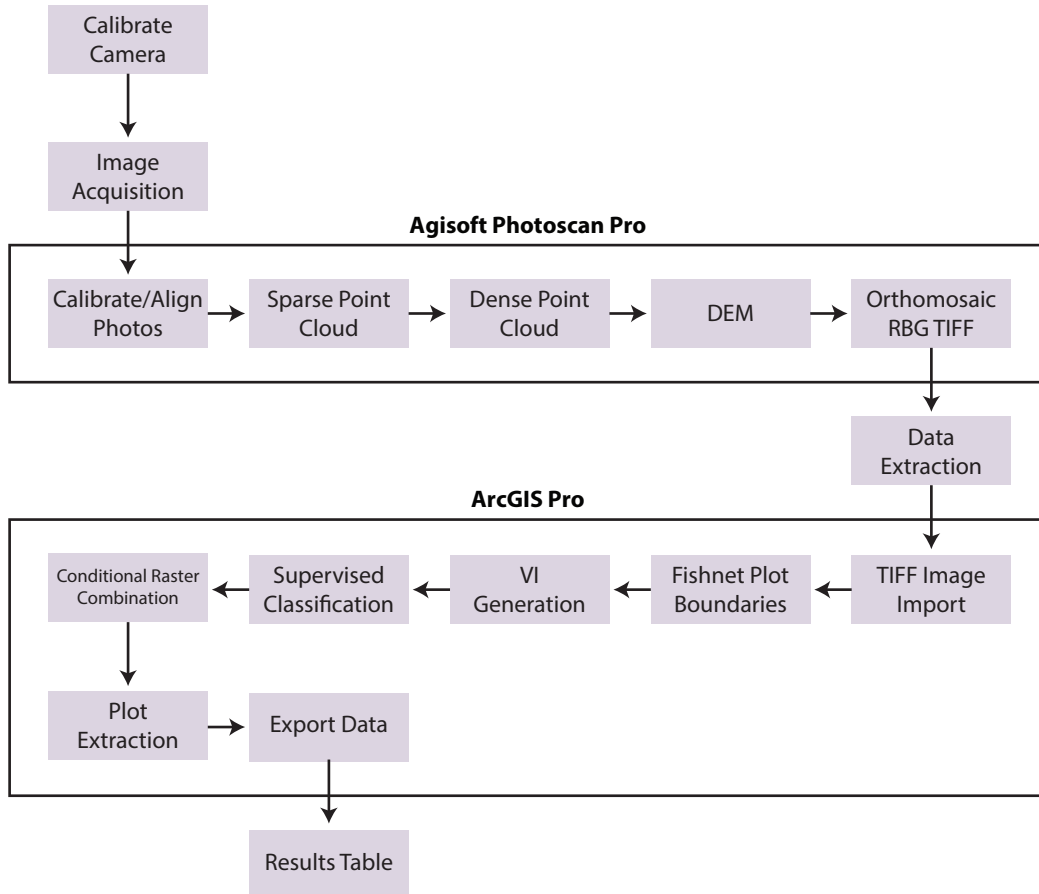 Calibrate
Camera
Image
Acquisition
Agisoft Photoscan Pro
Calibrate/Align
Photos
Sparse Point
Cloud
Dense Point
Cloud
DEM
Orthomosaic
RBG TIFF
Data
Extraction
ArcGIS Pro
Conditional Raster
Combination
Supervised
Classification
VI
Generation
Fishnet Plot
Boundaries
TIFF Image
Import
Plot
Extraction
Export Data
Results Table